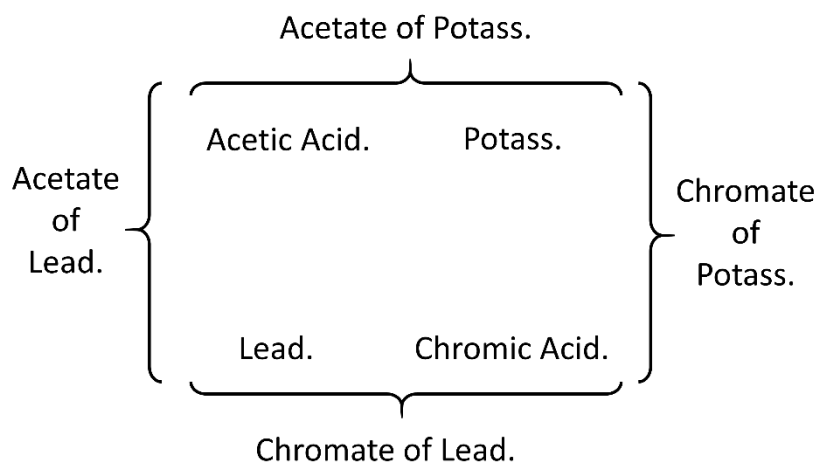 Acetate of Potass.
Acetic Acid. Potass.
Acetate
of
Lead.
Chromate
of
Potass.
Lead. Chromic Acid.
Chromate of Lead.